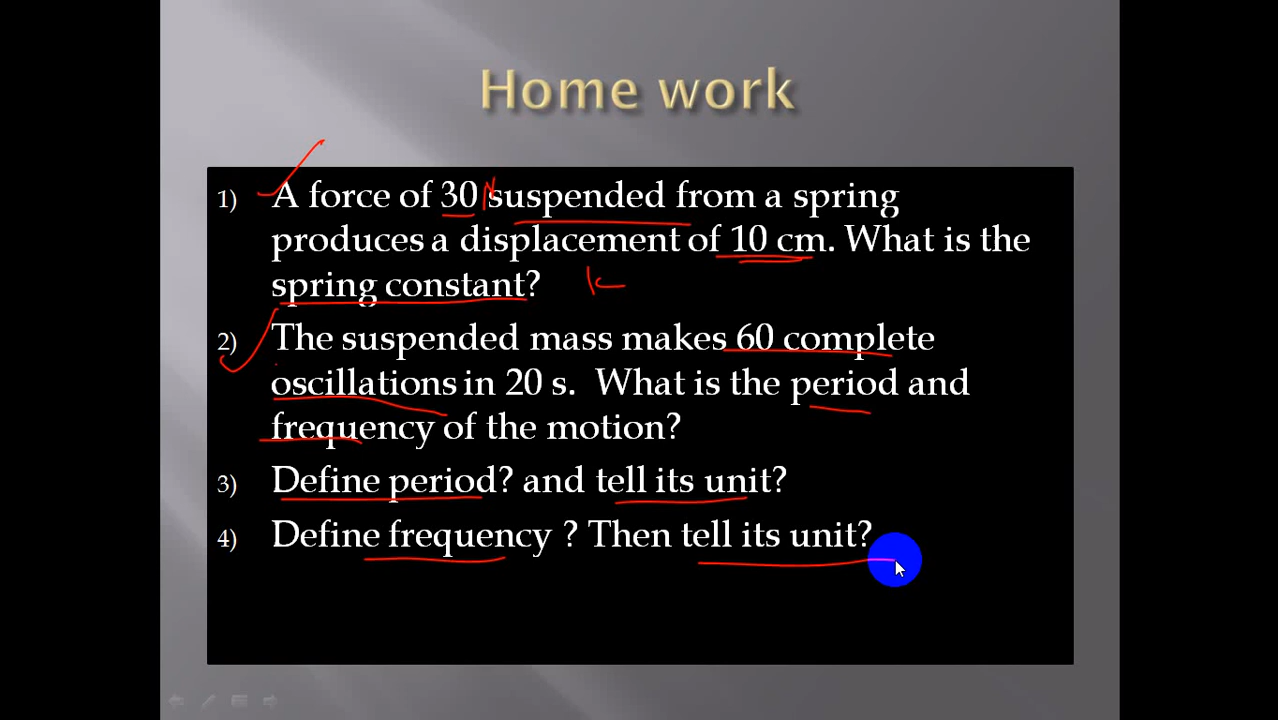 Home work
1) A force of 30 N suspended from a spring
produces a displacement of 10 cm. What is the
spring constant? k
2) The suspended mass makes 60 complete
oscillations in 20 s. What is the period and
frequency of the motion?
3) Define period? and tell its unit?
4) Define frequency ? Then tell its unit?